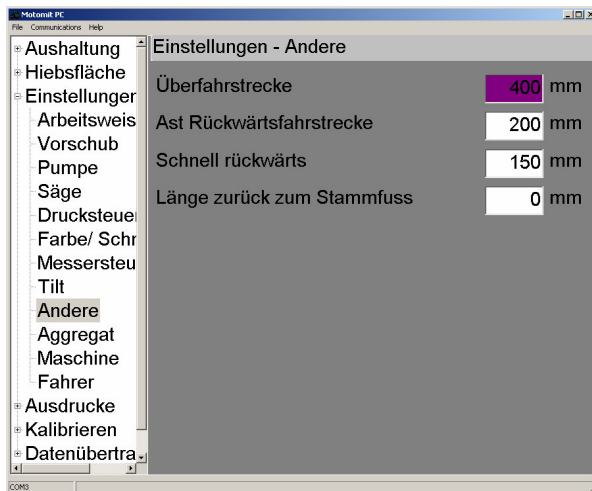 Motomit PC
File Communications Help
Aushaltung
Hiebsfläche
Einstellunger
Arbeitsweis
Vorschub
Pumpe
Säge
Drucksteuer
Farbe/ Schr
Messersteu
Tilt
Andere
Aggregat
Maschine
Fahrer
Ausdrucke
Kalibrieren
Datenübertra
Einstellungen - Andere
Überfahrstrecke 400 mm
Ast Rückwärtsfahrstrecke 200 mm
Schnell rückwärts 150 mm
Länge zurück zum Stammfuss 0 mm
COM3